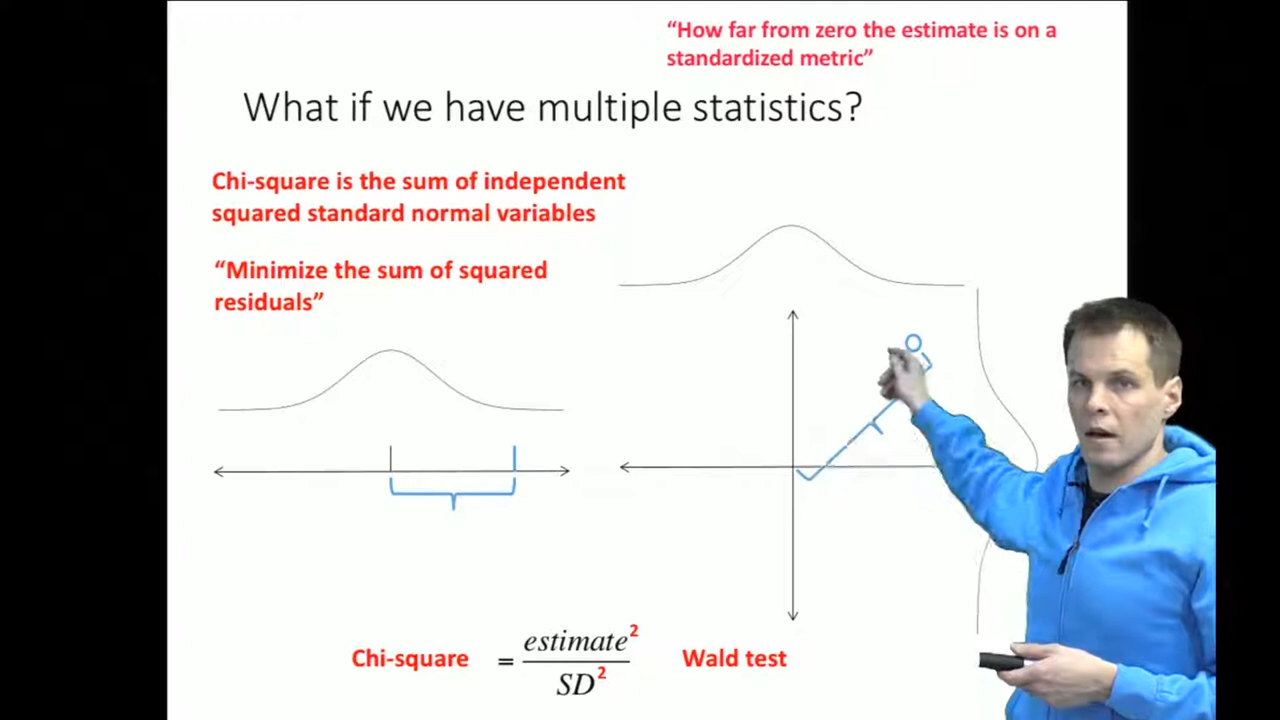 “How far from zero the estimate is on a
standardized metric”
What if we have multiple statistics?
Chi-square is the sum of independent
squared standard normal variables
“Minimize the sum of squared
residuals”
Chi-square = estimate² / SD² Wald test